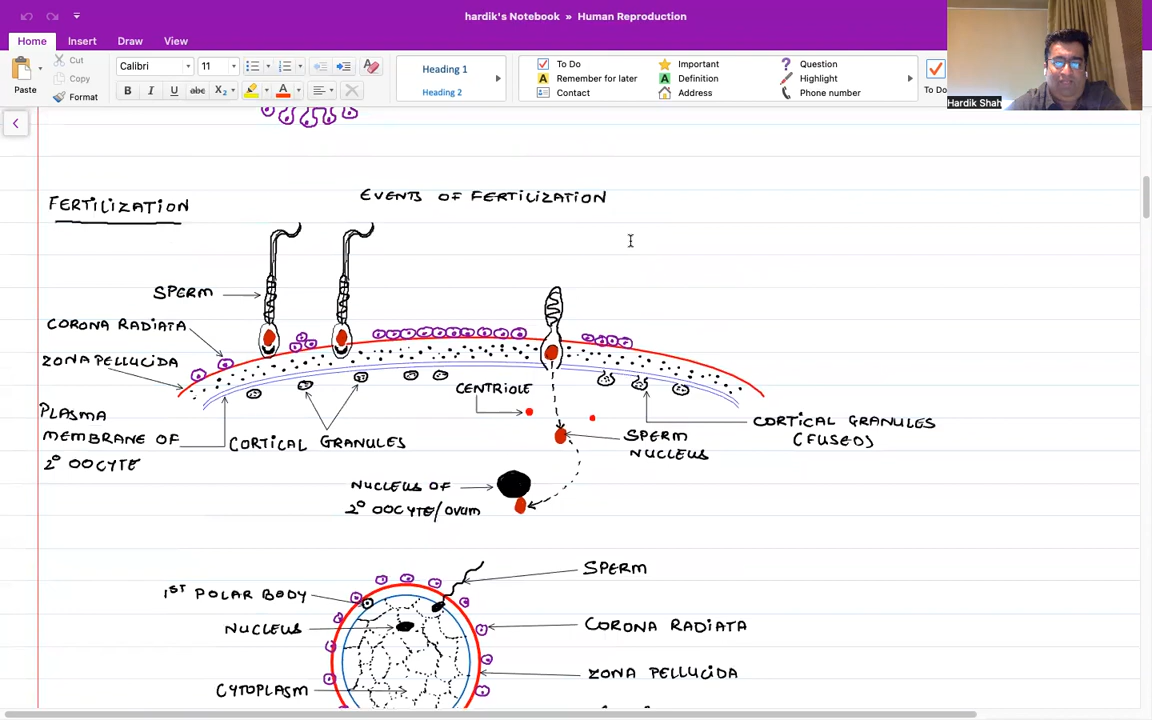 hardik's Notebook » Human Reproduction
Home Insert Draw View
Paste
Cut
Copy
Format
Calibri 11
B I U abc X2 A
Heading 1
Heading 2
To Do
Remember for later
Contact
Important
Definition
Address
Question
Highlight
Phone number
To Do
Hardik Shah
FERTILIZATION
EVENTS OF FERTILIZATION
SPERM
CORONA RADIATA
ZONA PELLUCIDA
PLASMA
MEMBRANE OF
2° OOCYTE
CORTICAL GRANULES
CENTRIOLE
SPERM
NUCLEUS
CORTICAL GRANULES
(FUSED)
NUCLEUS OF
2° OOCYTE/OVUM
1ST POLAR BODY
NUCLEUS
CYTOPLASM
SPERM
CORONA RADIATA
ZONA PELLUCIDA